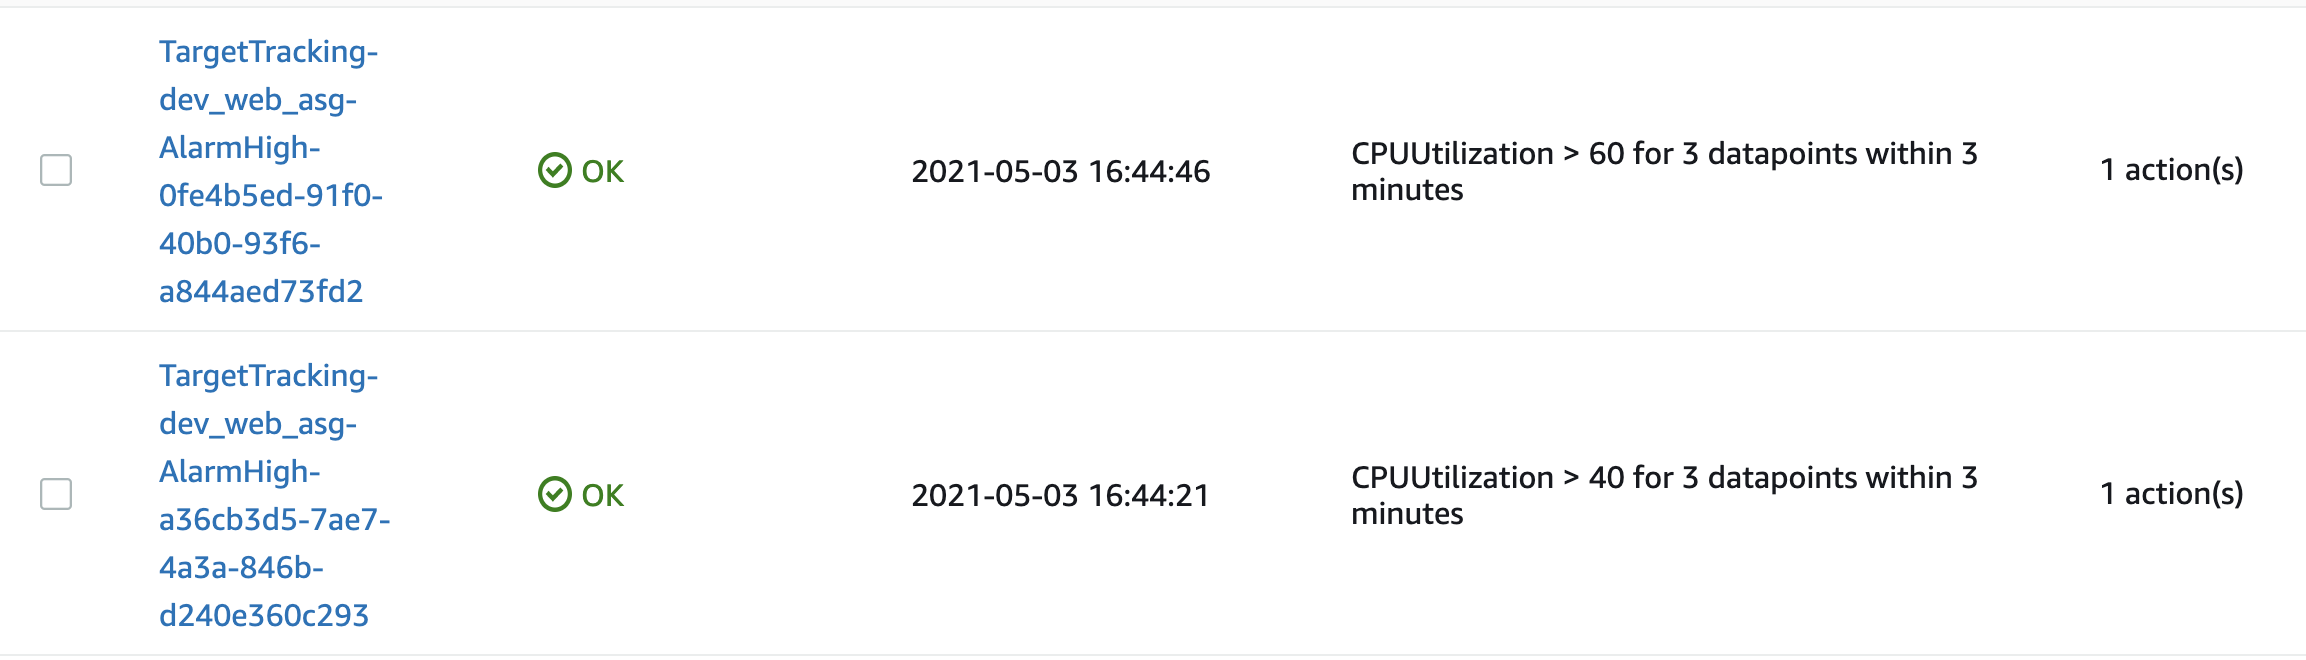 TargetTracking-
dev_web_asg-
AlarmHigh-
0fe4b5ed-91f0-
40b0-93f6-
a844aed73fd2
OK
2021-05-03 16:44:46
CPUUtilization > 60 for 3 datapoints within 3
minutes
1 action(s)
TargetTracking-
dev_web_asg-
AlarmHigh-
a36cb3d5-7ae7-
4a3a-846b-
d240e360c293
OK
2021-05-03 16:44:21
CPUUtilization > 40 for 3 datapoints within 3
minutes
1 action(s)